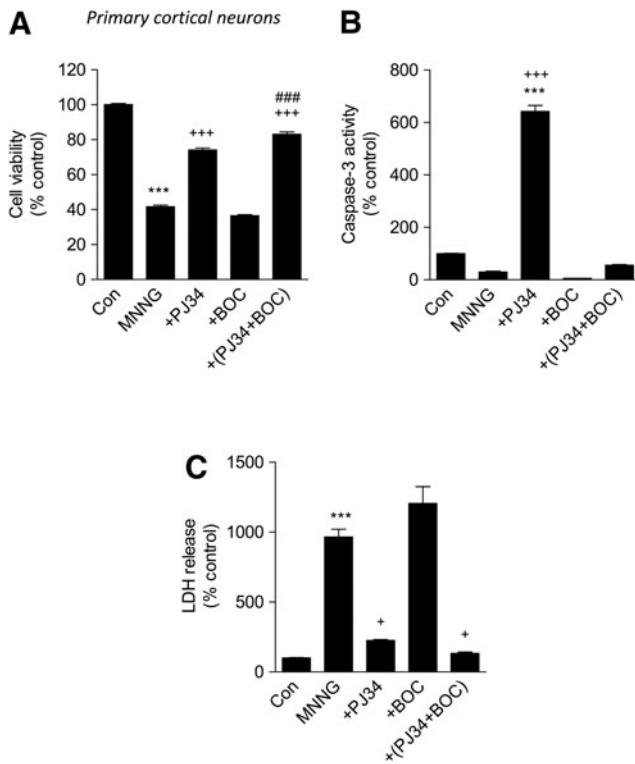 A
Primary cortical neurons
120
100
80
60
40
20
0
Cell viability
(% control)
***
+++
###
+++
Con
MNNG
+PJ34
+BOC
+(PJ34+BOC)
B
800
600
400
200
0
Caspase-3 activity
(% control)
+++
***
Con
MNNG
+PJ34
+BOC
+(PJ34+BOC)
C
1500
1000
500
0
LDH release
(% control)
***
+
+
Con
MNNG
+PJ34
+BOC
+(PJ34+BOC)